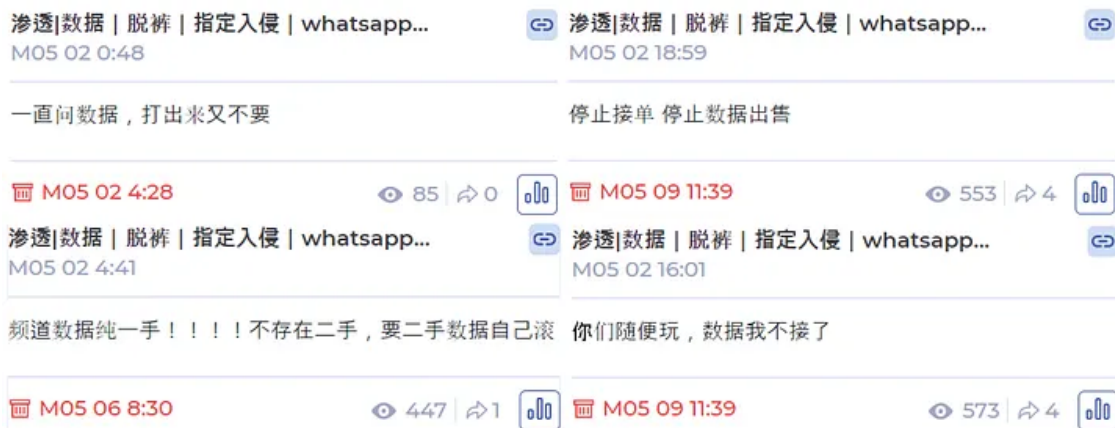 渗透|数据 | 脱裤 | 指定入侵 | whatsapp...
M05 02 0:48
一直问数据，打出来又不要
M05 02 4:28
85
0
渗透|数据 | 脱裤 | 指定入侵 | whatsapp...
M05 02 18:59
停止接单 停止数据出售
M05 09 11:39
553
4
渗透|数据 | 脱裤 | 指定入侵 | whatsapp...
M05 02 4:41
频道数据纯一手！！！！不存在二手，要二手数据自己滚
M05 06 8:30
447
1
渗透|数据 | 脱裤 | 指定入侵 | whatsapp...
M05 02 16:01
你们随便玩，数据我不接了
M05 09 11:39
573
4